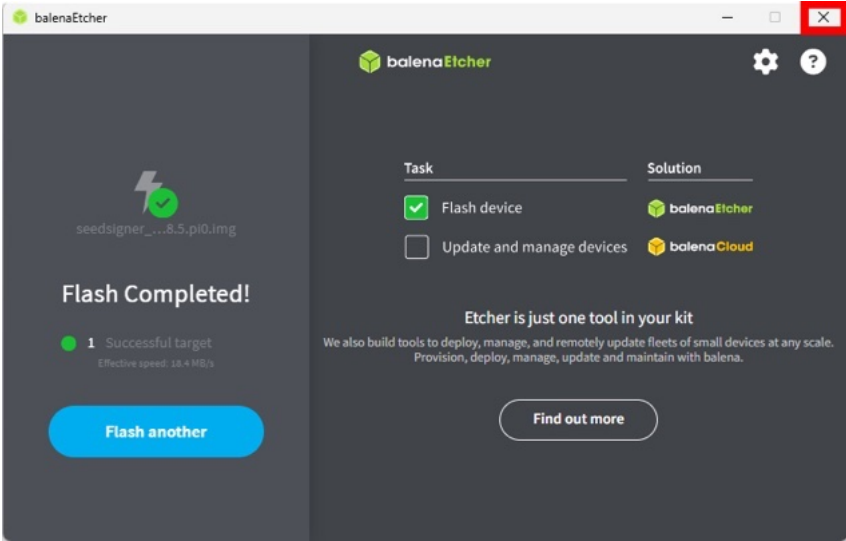 balenaEtcher
balenaEtcher
Task Solution
Flash device balenaEtcher
Update and manage devices balenaCloud
seedsigner_...8.5.pi0.img
Flash Completed!
1 Successful target
Effective speed: 18.4 MB/s
Flash another
Etcher is just one tool in your kit
We also build tools to deploy, manage, and remotely update fleets of small devices at any scale.
Provision, deploy, manage, update and maintain with balena.
Find out more